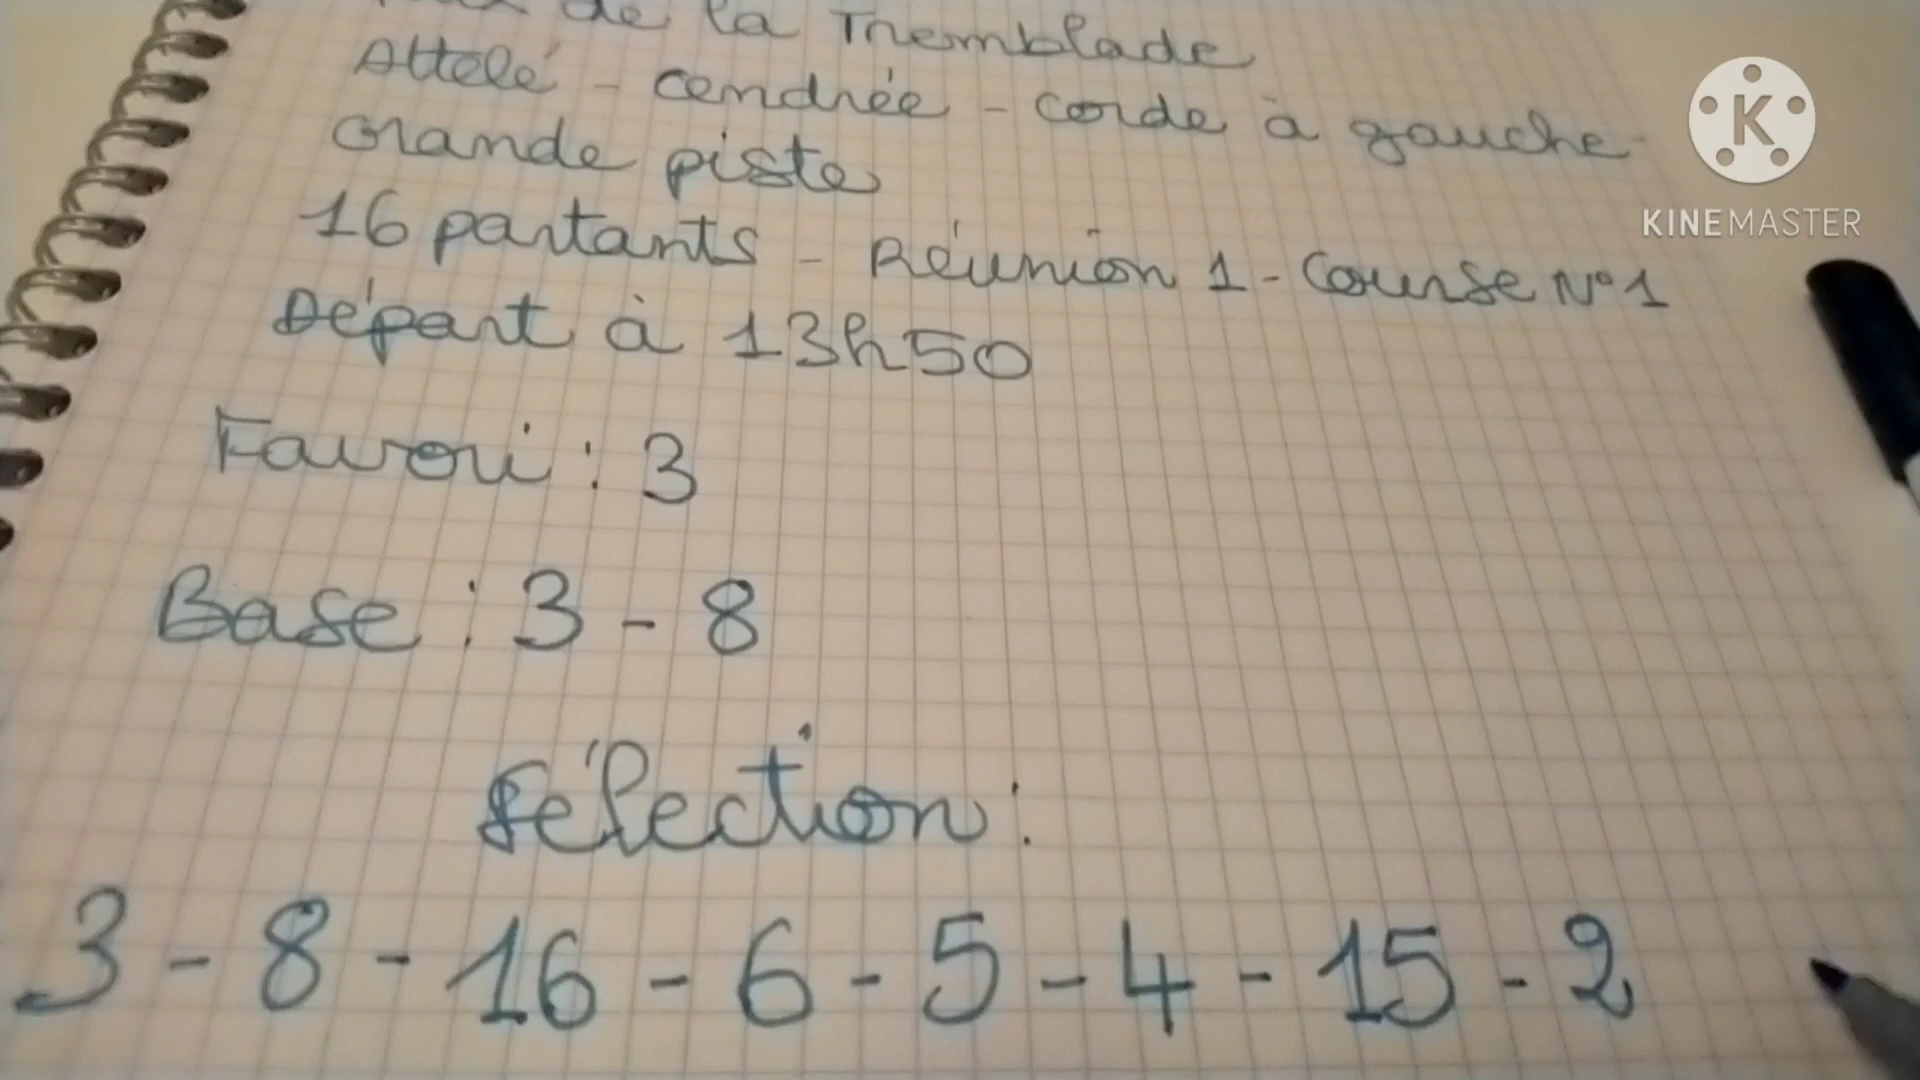 de la Tremblade
Attelé - cendrée - corde à gauche -
Grande piste
16 partants - Réunion 1 - Course N°1
Départ à 13h50
Favori : 3
Base : 3 - 8
Sélection :
3 - 8 - 16 - 6 - 5 - 4 - 15 - 2
K
KINEMASTER